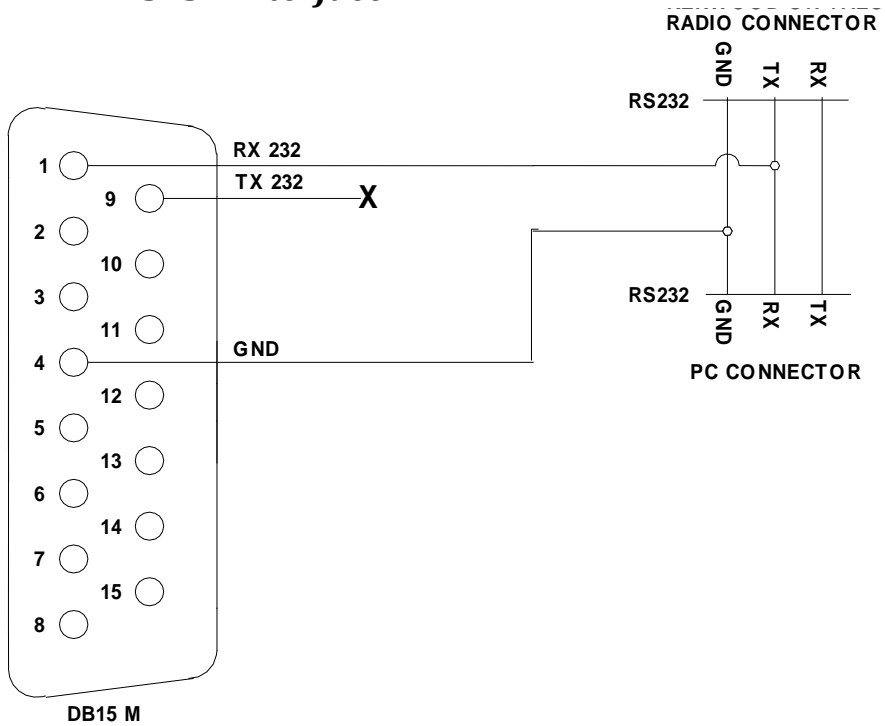 RADIO CONNECTOR
GND TX RX
RS232
1 RX 232
9 TX 232 X
2
10
3
RS232
GND RX TX
11
4 GND
PC CONNECTOR
12
5
13
6
14
7
15
8
DB15 M